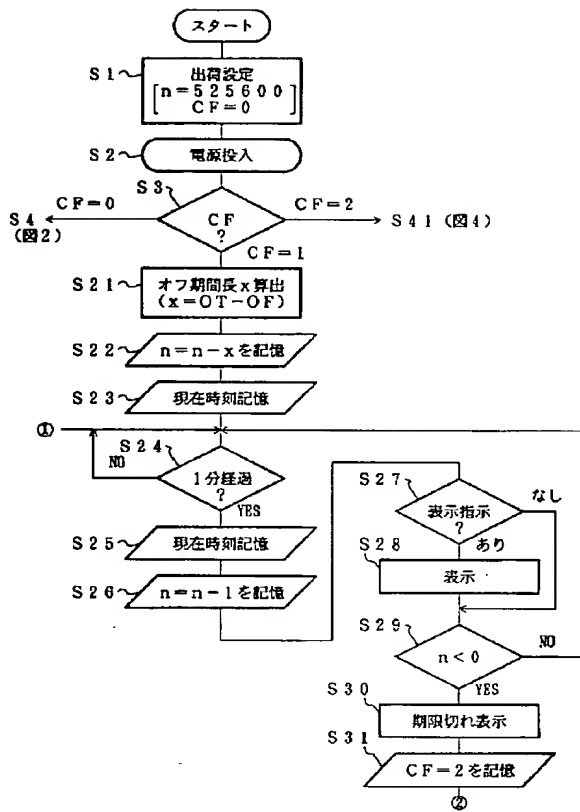 スタート
S1
出荷設定
[n=525600
CF=0]
S2
電源投入
S3
CF=0
CF=2
S4
(図2)
CF
?
S41(図4)
CF=1
S21
オフ期間長x算出
(x=OT-OF)
S22
n=n-xを記憶
S23
現在時刻記憶
①
S24
NO
1分経過
?
YES
S25
現在時刻記憶
S26
n=n-1を記憶
S27
なし
表示指示
?
あり
S28
表示
S29
NO
n<0
YES
S30
期限切れ表示
S31
CF=2を記憶
②